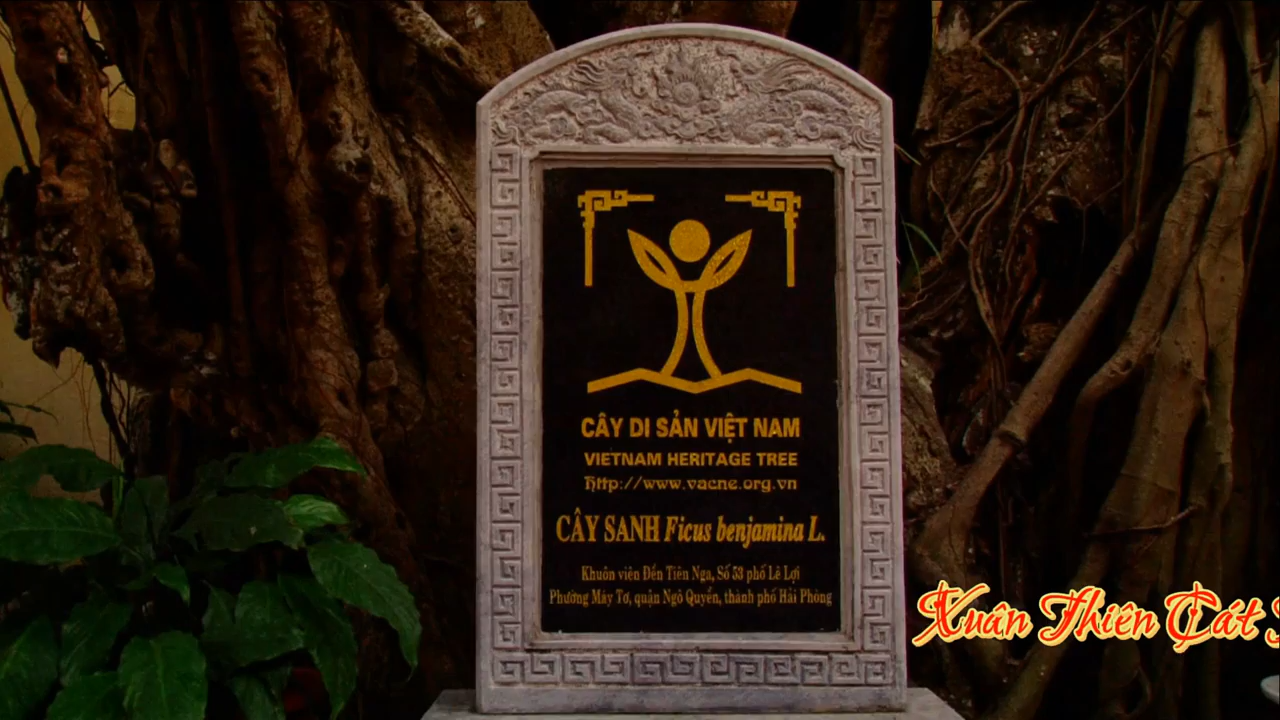 CÂY DI SẢN VIỆT NAM
VIETNAM HERITAGE TREE
http://www.vacne.org.vn
CÂY SANH Ficus benjamina L.
Khuôn viên Đền Tiên Nga, Số 53 phố Lê Lợi
Phường Máy Tơ, quận Ngô Quyền, thành phố Hải Phòng
Xuân Thiên Cát